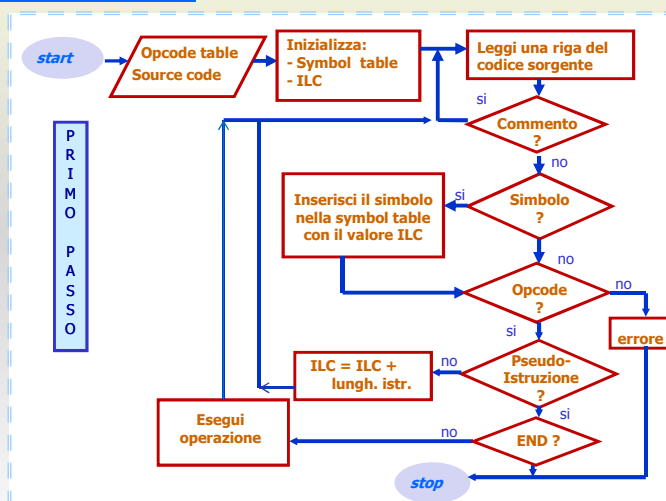 start
Opcode table
Source code
Inizializza:
- Symbol table
- ILC
Leggi una riga del
codice sorgente
si
Commento
?
no
PRIMO PASSO
Inserisci il simbolo
nella symbol table
con il valore ILC
si
Simbolo
?
no
Opcode
?
no
si
errore
ILC = ILC +
lungh. istr.
no
Pseudo-
Istruzione
?
si
Esegui
operazione
no
END ?
stop